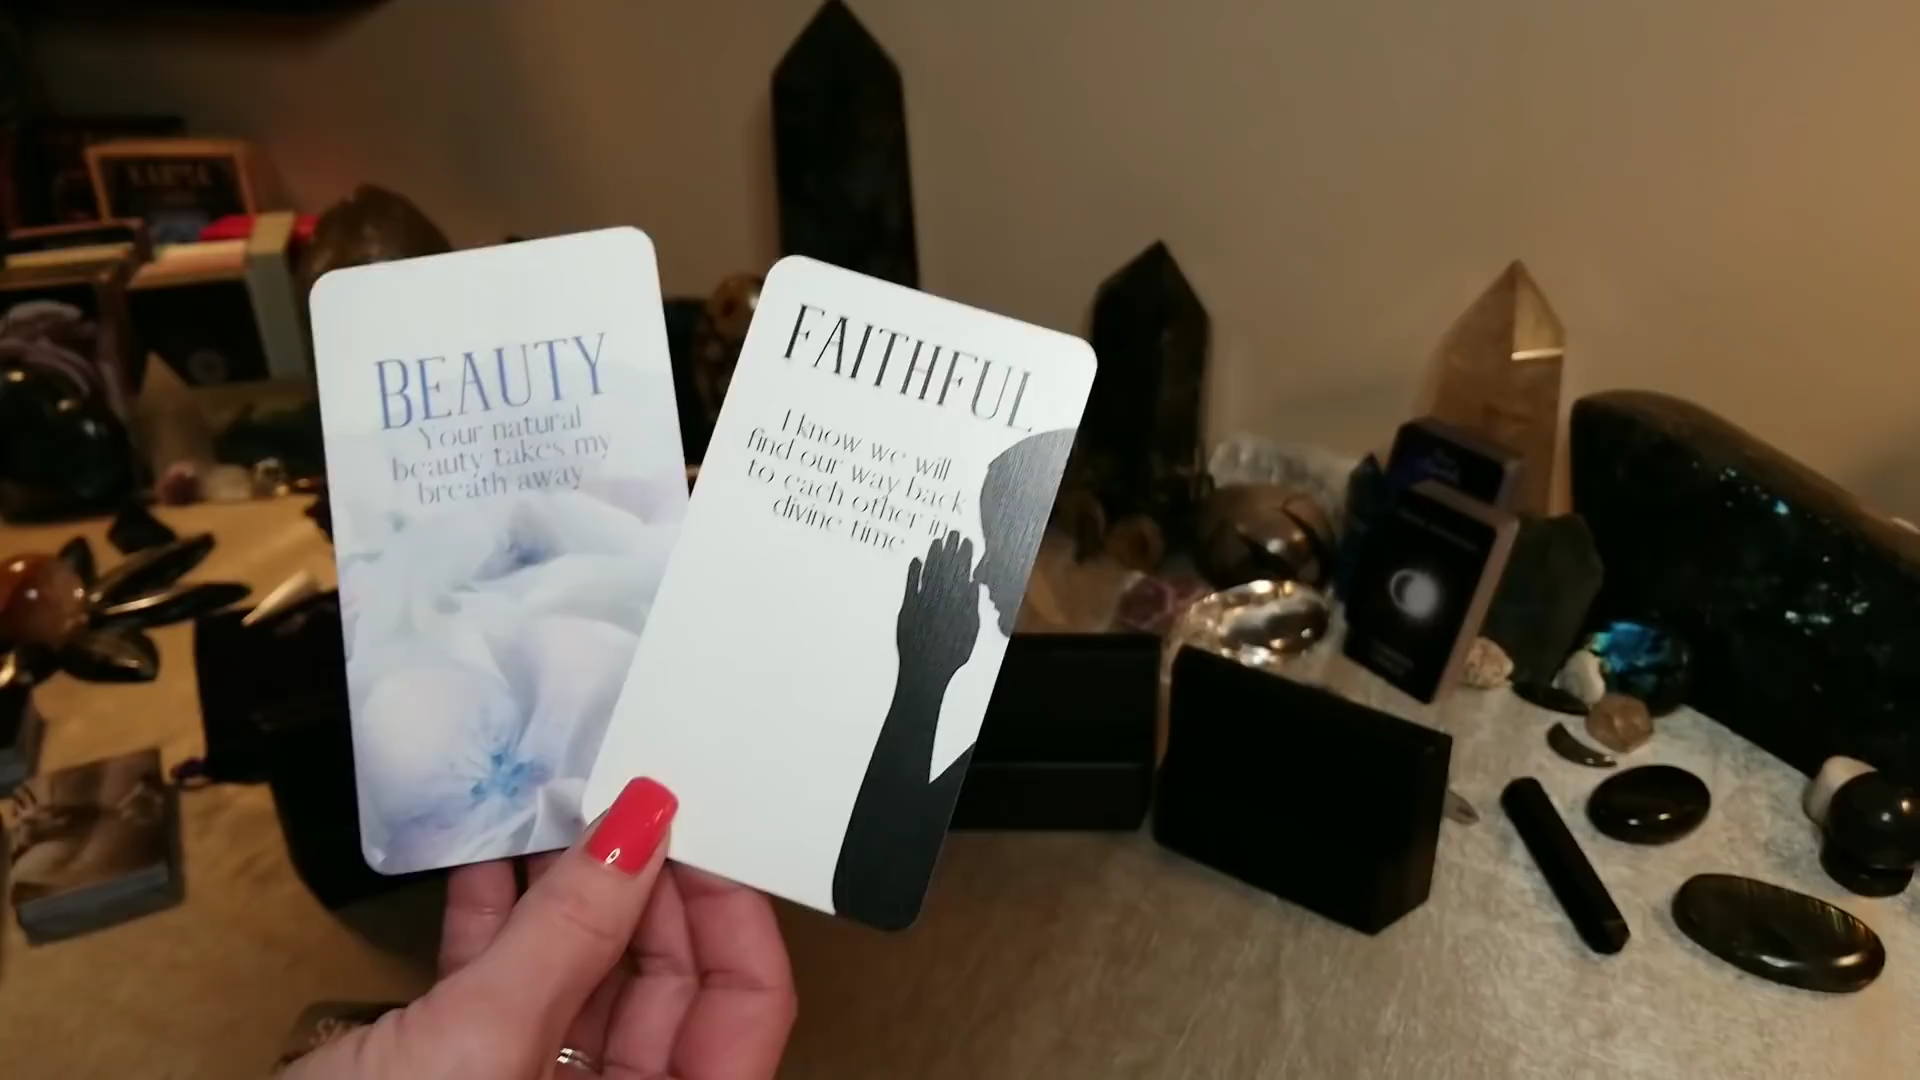 BEAUTY
Your natural
beauty takes my
breath away
FAITHFUL
I know we will
find our way back
to each other in
divine time
KARMA